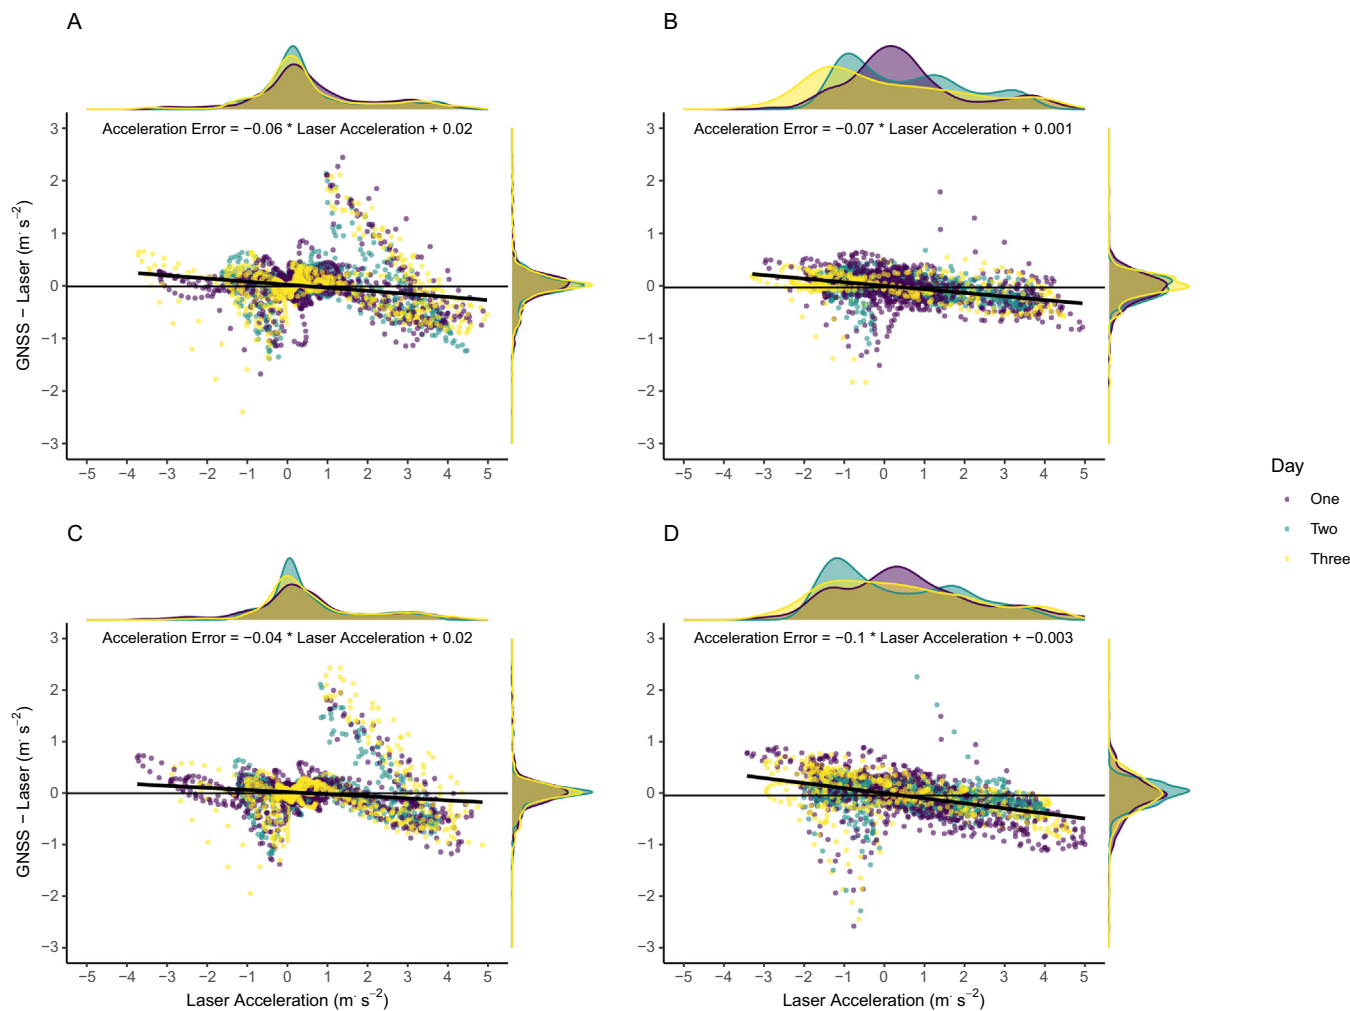 A
Acceleration Error = −0.06 * Laser Acceleration + 0.02
GNSS − Laser (m· s−2)
3
2
1
0
−1
−2
−3
−5 −4 −3 −2 −1 0 1 2 3 4 5
B
Acceleration Error = −0.07 * Laser Acceleration + 0.001
3
2
1
0
−1
−2
−3
−5 −4 −3 −2 −1 0 1 2 3 4 5
C
Acceleration Error = −0.04 * Laser Acceleration + 0.02
GNSS − Laser (m· s−2)
3
2
1
0
−1
−2
−3
−5 −4 −3 −2 −1 0 1 2 3 4 5
Laser Acceleration (m· s−2)
D
Acceleration Error = −0.1 * Laser Acceleration + −0.003
3
2
1
0
−1
−2
−3
−5 −4 −3 −2 −1 0 1 2 3 4 5
Laser Acceleration (m· s−2)
Day
One
Two
Three